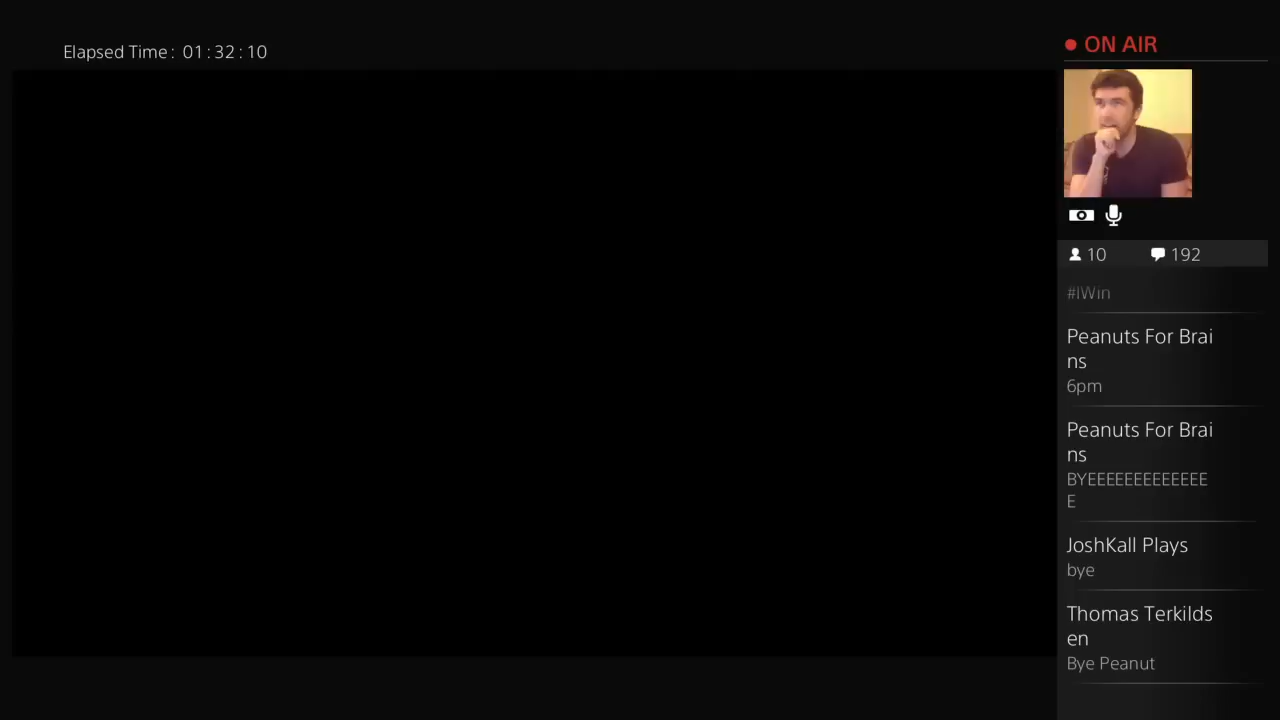 Elapsed Time: 01:32:10
ON AIR
10 192
#IWin
Peanuts For Brai
ns
6pm
Peanuts For Brai
ns
BYEEEEEEEEEEEEE
E
JoshKall Plays
bye
Thomas Terkilds
en
Bye Peanut